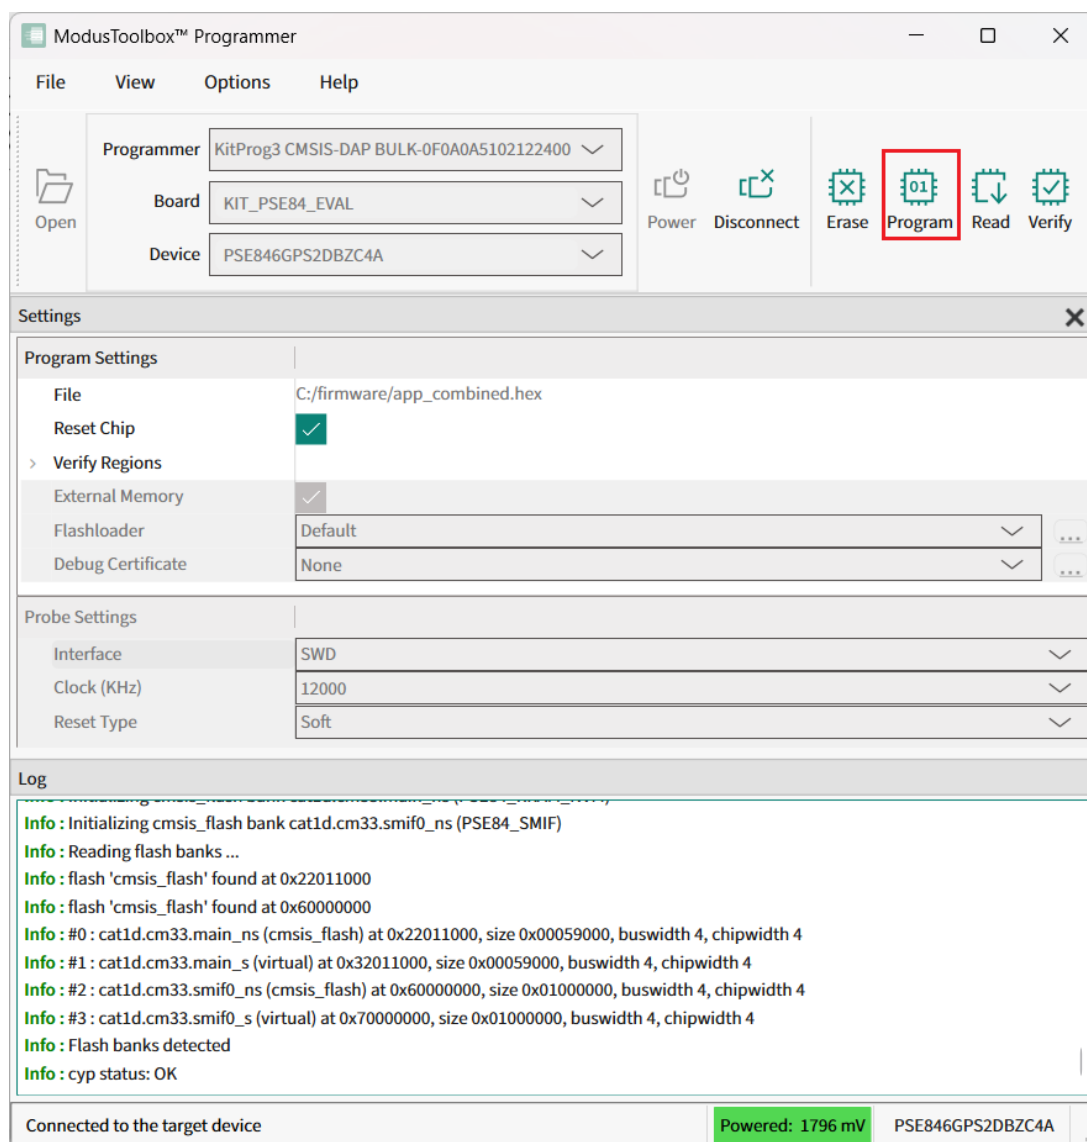 ModusToolbox™ Programmer
File View Options Help
Open
Programmer KitProg3 CMSIS-DAP BULK-0F0A0A5102122400
Board KIT_PSE84_EVAL
Device PSE846GPS2DBZC4A
Power Disconnect Erase 01 Program Read Verify
Settings
Program Settings
File C:/firmware/app_combined.hex
Reset Chip
Verify Regions
External Memory
Flashloader Default ...
Debug Certificate None ...
Probe Settings
Interface SWD
Clock (KHz) 12000
Reset Type Soft
Log
Info : Initializing cmsis_flash bank cat1d.cm33.smif0_ns (PSE84_SMIF)
Info : Reading flash banks ...
Info : flash 'cmsis_flash' found at 0x22011000
Info : flash 'cmsis_flash' found at 0x60000000
Info : #0 : cat1d.cm33.main_ns (cmsis_flash) at 0x22011000, size 0x00059000, buswidth 4, chipwidth 4
Info : #1 : cat1d.cm33.main_s (virtual) at 0x32011000, size 0x00059000, buswidth 4, chipwidth 4
Info : #2 : cat1d.cm33.smif0_ns (cmsis_flash) at 0x60000000, size 0x01000000, buswidth 4, chipwidth 4
Info : #3 : cat1d.cm33.smif0_s (virtual) at 0x70000000, size 0x01000000, buswidth 4, chipwidth 4
Info : Flash banks detected
Info : cyp status: OK
Connected to the target device Powered: 1796 mV PSE846GPS2DBZC4A